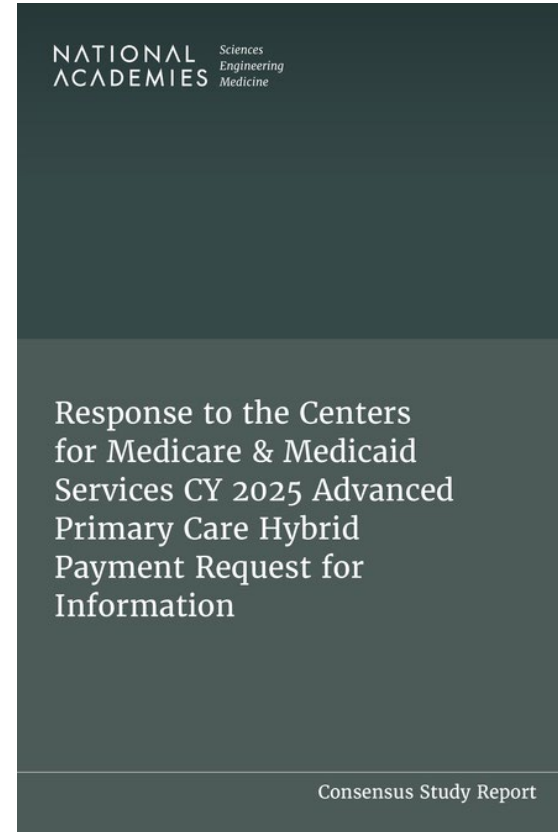 NATIONAL
ACADEMIES
Sciences
Engineering
Medicine
Response to the Centers
for Medicare & Medicaid
Services CY 2025 Advanced
Primary Care Hybrid
Payment Request for
Information
Consensus Study Report